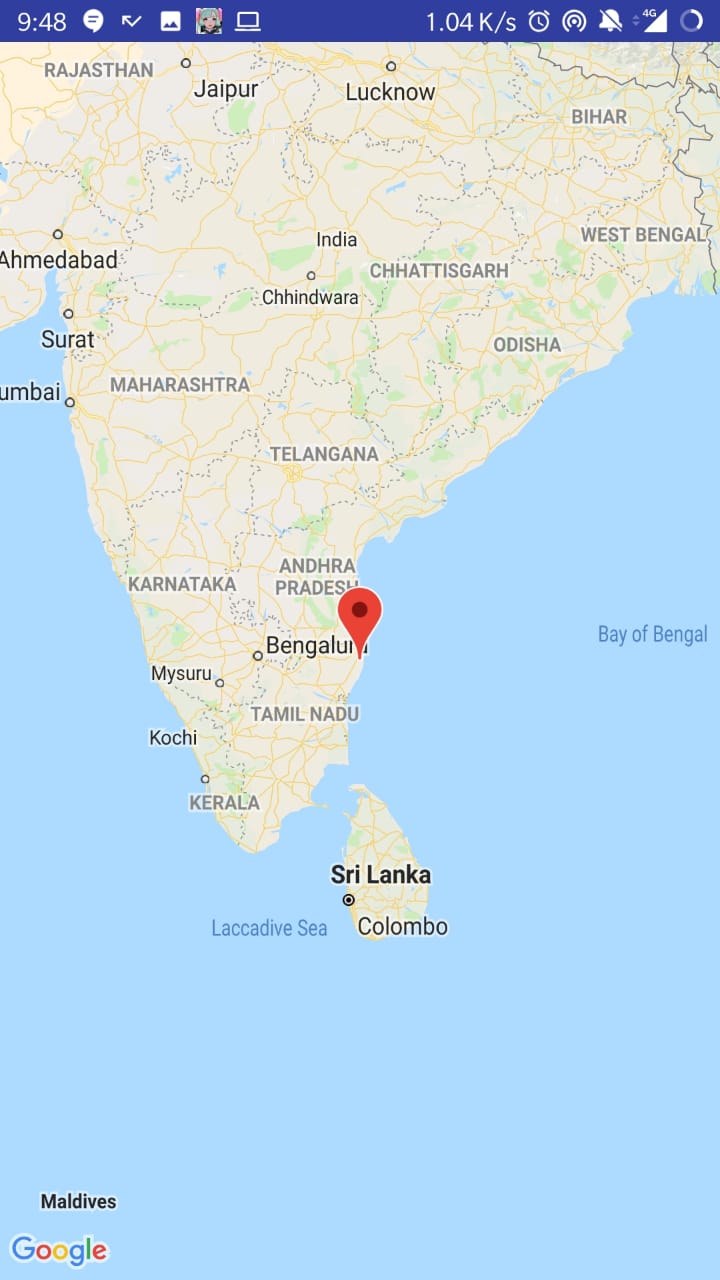 9:48
1.04 K/s
4G
RAJASTHAN
Jaipur
Lucknow
BIHAR
India
WEST BENGAL
Ahmedabad
CHHATTISGARH
Chhindwara
Surat
ODISHA
MAHARASHTRA
umbai
TELANGANA
ANDHRA
PRADESH
KARNATAKA
Bay of Bengal
Bengaluru
Mysuru
TAMIL NADU
Kochi
KERALA
Sri Lanka
Colombo
Laccadive Sea
Maldives
Google